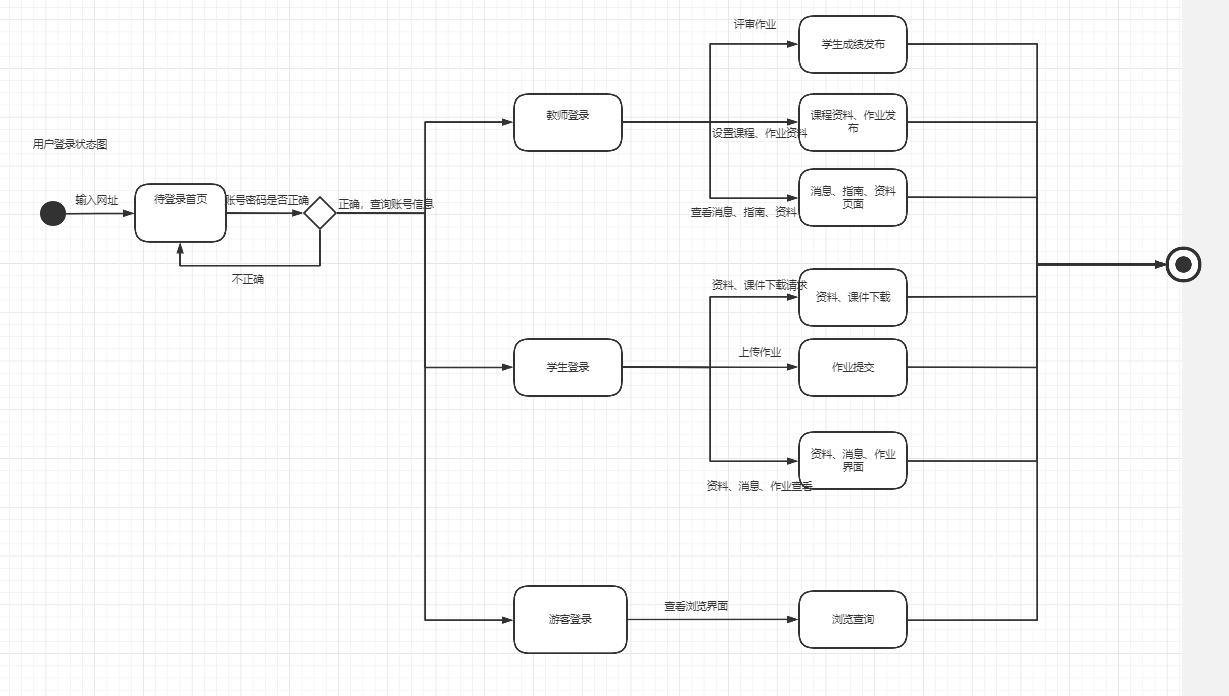 用户登录状态图
输入网址
待登录首页
账号密码是否正确
不正确
正确，查询账号信息
教师登录
评审作业
学生成绩发布
设置课程、作业资料
课程资料、作业发
布
查看消息、指南、资料
消息、指南、资料
页面
学生登录
资料、课件下载请求
资料、课件下载
上传作业
作业提交
资料、消息、作业查看
资料、消息、作业
界面
游客登录
查看浏览界面
浏览查询